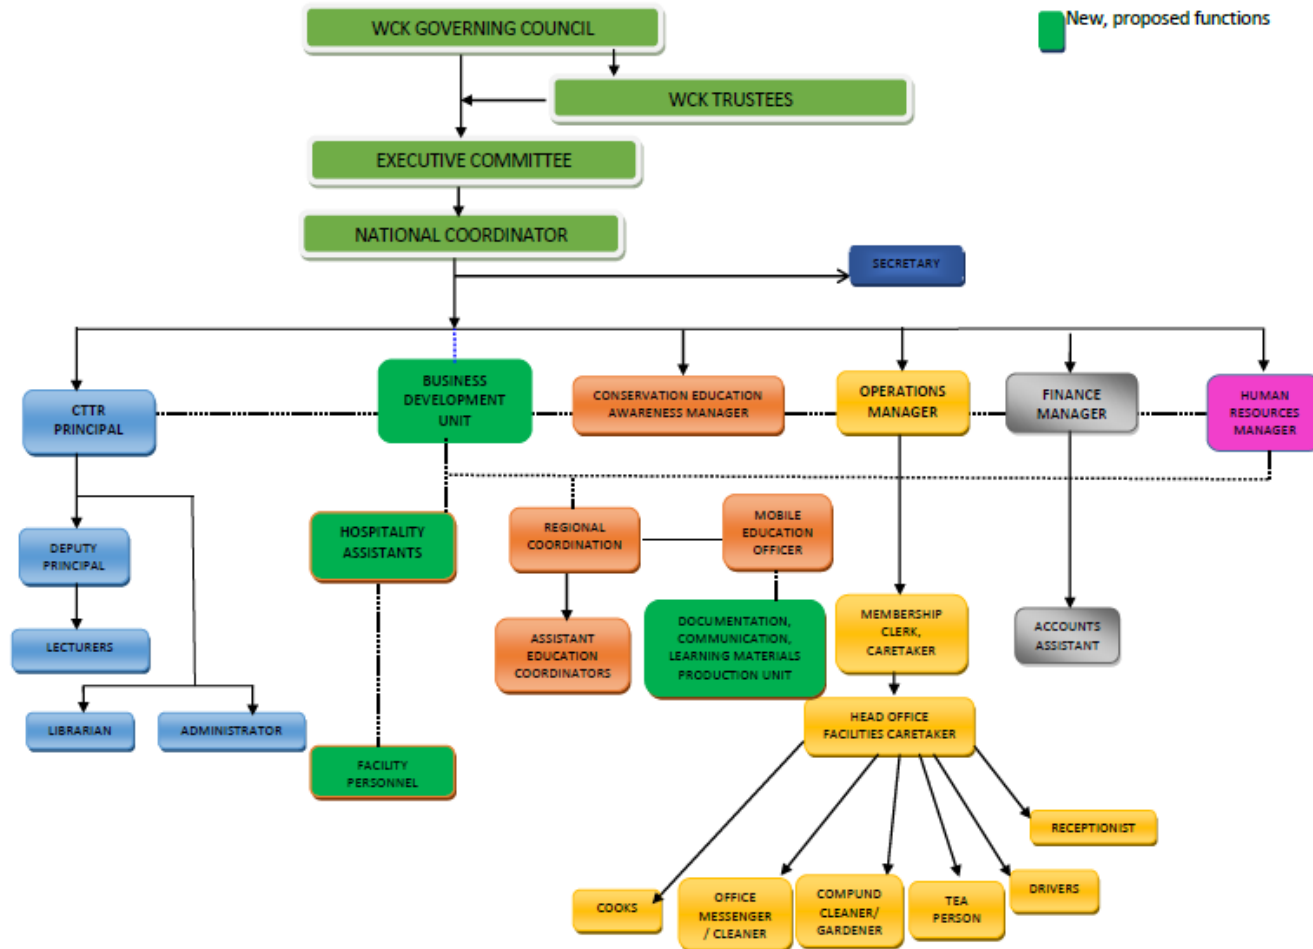 WCK GOVERNING COUNCIL
New, proposed functions
WCK TRUSTEES
EXECUTIVE COMMITTEE
NATIONAL COORDINATOR
SECRETARY
CTTR
PRINCIPAL
BUSINESS
DEVELOPMENT
UNIT
CONSERVATION EDUCATION
AWARENESS MANAGER
OPERATIONS
MANAGER
FINANCE
MANAGER
HUMAN
RESOURCES
MANAGER
DEPUTY
PRINCIPAL
HOSPITALITY
ASSISTANTS
REGIONAL
COORDINATION
MOBILE
EDUCATION
OFFICER
LECTURERS
ASSISTANT
EDUCATION
COORDINATORS
DOCUMENTATION,
COMMUNICATION,
LEARNING MATERIALS
PRODUCTION UNIT
MEMBERSHIP
CLERK,
CARETAKER
ACCOUNTS
ASSISTANT
LIBRARIAN
ADMINISTRATOR
HEAD OFFICE
FACILITIES CARETAKER
FACILITY
PERSONNEL
RECEPTIONIST
COOKS
OFFICE
MESSENGER
/ CLEANER
COMPUND
CLEANER/
GARDENER
TEA
PERSON
DRIVERS